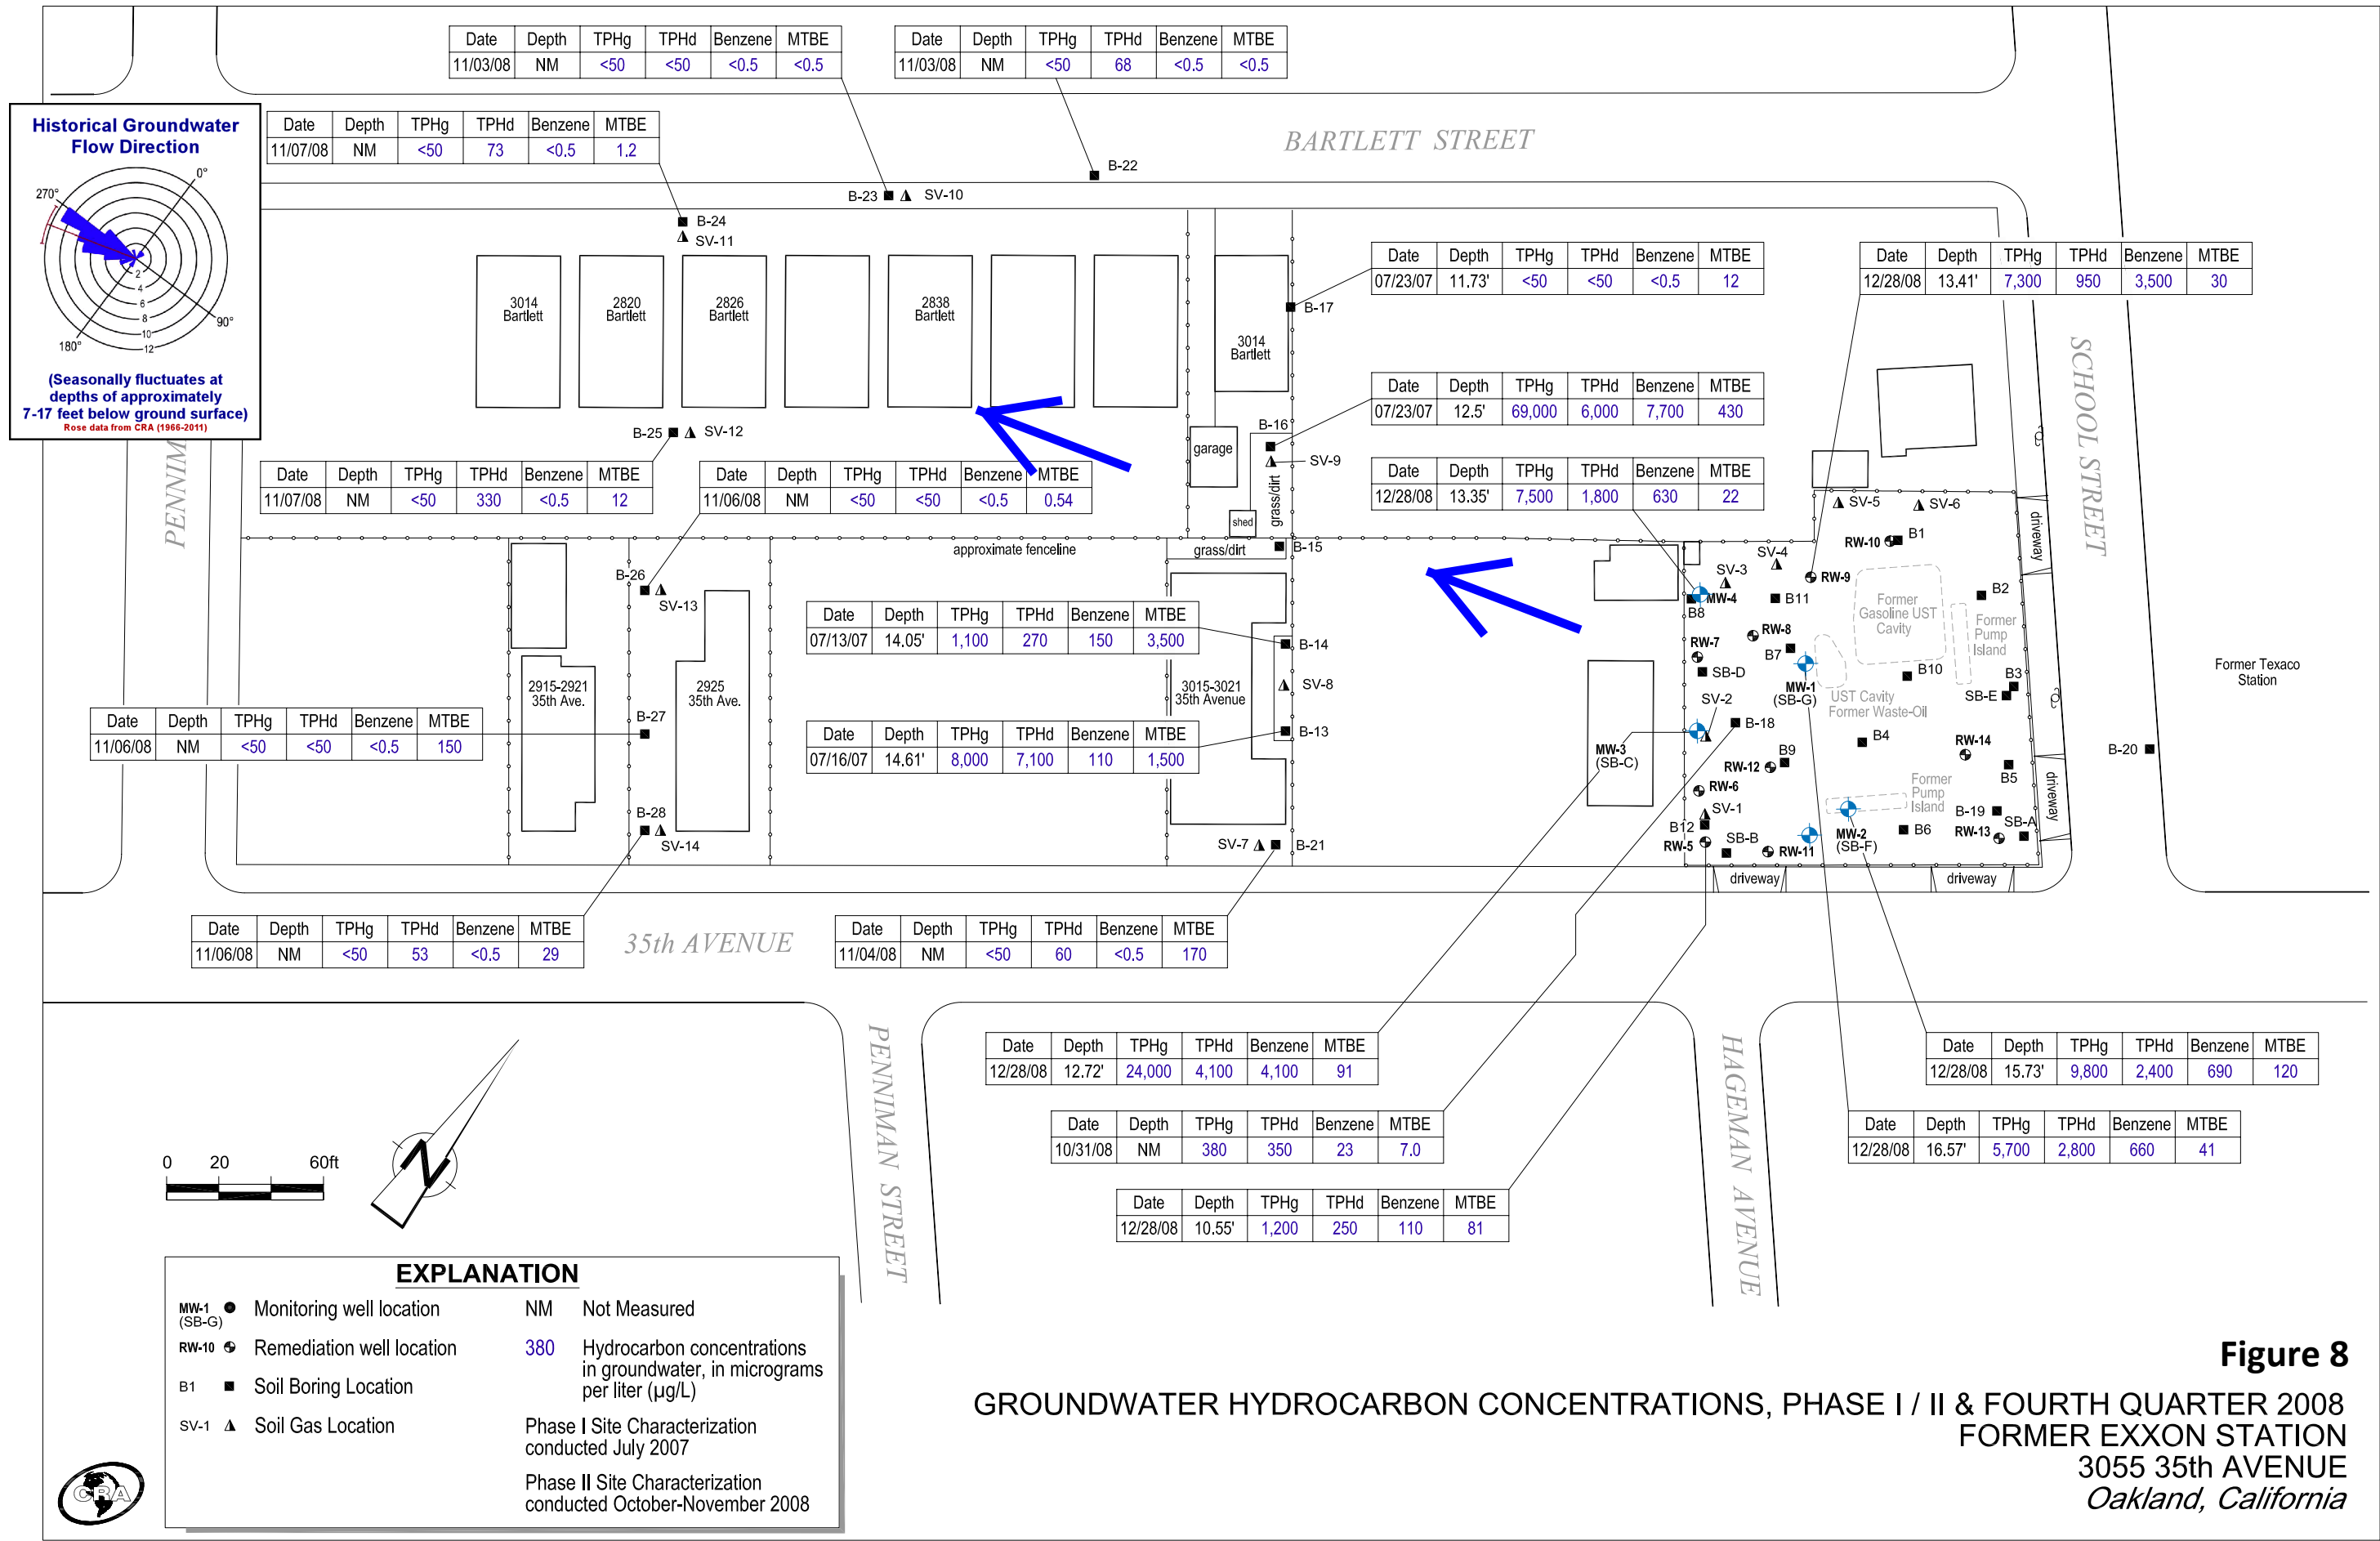 Date Depth TPHg TPHd Benzene MTBE
11/03/08 NM <50 <50 <0.5 <0.5
Date Depth TPHg TPHd Benzene MTBE
11/03/08 NM <50 68 <0.5 <0.5
Historical Groundwater
Flow Direction
0°
270°
90°
180°
2
4
6
8
10
12
(Seasonally fluctuates at
depths of approximately
7-17 feet below ground surface)
Rose data from CRA (1966-2011)
Date Depth TPHg TPHd Benzene MTBE
11/07/08 NM <50 73 <0.5 1.2
BARTLETT STREET
B-22
B-23 SV-10
B-24
SV-11
3014
Bartlett
2820
Bartlett
2826
Bartlett
2838
Bartlett
3014
Bartlett
B-17
Date Depth TPHg TPHd Benzene MTBE
07/23/07 11.73' <50 <50 <0.5 12
Date Depth TPHg TPHd Benzene MTBE
12/28/08 13.41' 7,300 950 3,500 30
SCHOOL STREET
Date Depth TPHg TPHd Benzene MTBE
07/23/07 12.5' 69,000 6,000 7,700 430
B-25 SV-12
B-16
garage
SV-9
grass/dirt
shed
PENNIM
Date Depth TPHg TPHd Benzene MTBE
11/07/08 NM <50 330 <0.5 12
Date Depth TPHg TPHd Benzene MTBE
11/06/08 NM <50 <50 <0.5 0.54
Date Depth TPHg TPHd Benzene MTBE
12/28/08 13.35' 7,500 1,800 630 22
approximate fenceline
grass/dirt
B-15
SV-5
SV-6
driveway
RW-10 B1
SV-4
SV-3
RW-9
B-26
SV-13
MW-4
B8
B11
B2
Former
Gasoline UST
Cavity
Former
Pump
Island
RW-8
RW-7
B7
SB-D
B10
B3
SB-E
MW-1
(SB-G)
UST Cavity
Former Waste-Oil
SV-2
B-18
Former Texaco
Station
Date Depth TPHg TPHd Benzene MTBE
07/13/07 14.05' 1,100 270 150 3,500
B-14
SV-8
B-13
3015-3021
35th Avenue
2915-2921
35th Ave.
2925
35th Ave.
Date Depth TPHg TPHd Benzene MTBE
11/06/08 NM <50 <50 <0.5 150
B-27
Date Depth TPHg TPHd Benzene MTBE
07/16/07 14.61' 8,000 7,100 110 1,500
MW-3
(SB-C)
B4
RW-14
B-20
B9
RW-12
B5
RW-6
Former
Pump
Island
driveway
SV-1
B-19
B12
SB-A
RW-13
B6
MW-2
(SB-F)
RW-5
SB-B
RW-11
B-28
SV-14
SV-7 B-21
driveway
driveway
Date Depth TPHg TPHd Benzene MTBE
11/06/08 NM <50 53 <0.5 29
35th AVENUE
Date Depth TPHg TPHd Benzene MTBE
11/04/08 NM <50 60 <0.5 170
PENNIMAN STREET
HAGEMAN AVENUE
Date Depth TPHg TPHd Benzene MTBE
12/28/08 12.72' 24,000 4,100 4,100 91
Date Depth TPHg TPHd Benzene MTBE
12/28/08 15.73' 9,800 2,400 690 120
Date Depth TPHg TPHd Benzene MTBE
10/31/08 NM 380 350 23 7.0
Date Depth TPHg TPHd Benzene MTBE
12/28/08 16.57' 5,700 2,800 660 41
Date Depth TPHg TPHd Benzene MTBE
12/28/08 10.55' 1,200 250 110 81
0 20 60ft
N
EXPLANATION
MW-1
(SB-G)
Monitoring well location
RW-10 Remediation well location
B1 Soil Boring Location
SV-1 Soil Gas Location
NM Not Measured
380 Hydrocarbon concentrations
in groundwater, in micrograms
per liter (µg/L)
Phase I Site Characterization
conducted July 2007
Phase II Site Characterization
conducted October-November 2008
CRA
Figure 8
GROUNDWATER HYDROCARBON CONCENTRATIONS, PHASE I / II & FOURTH QUARTER 2008
FORMER EXXON STATION
3055 35th AVENUE
Oakland, California